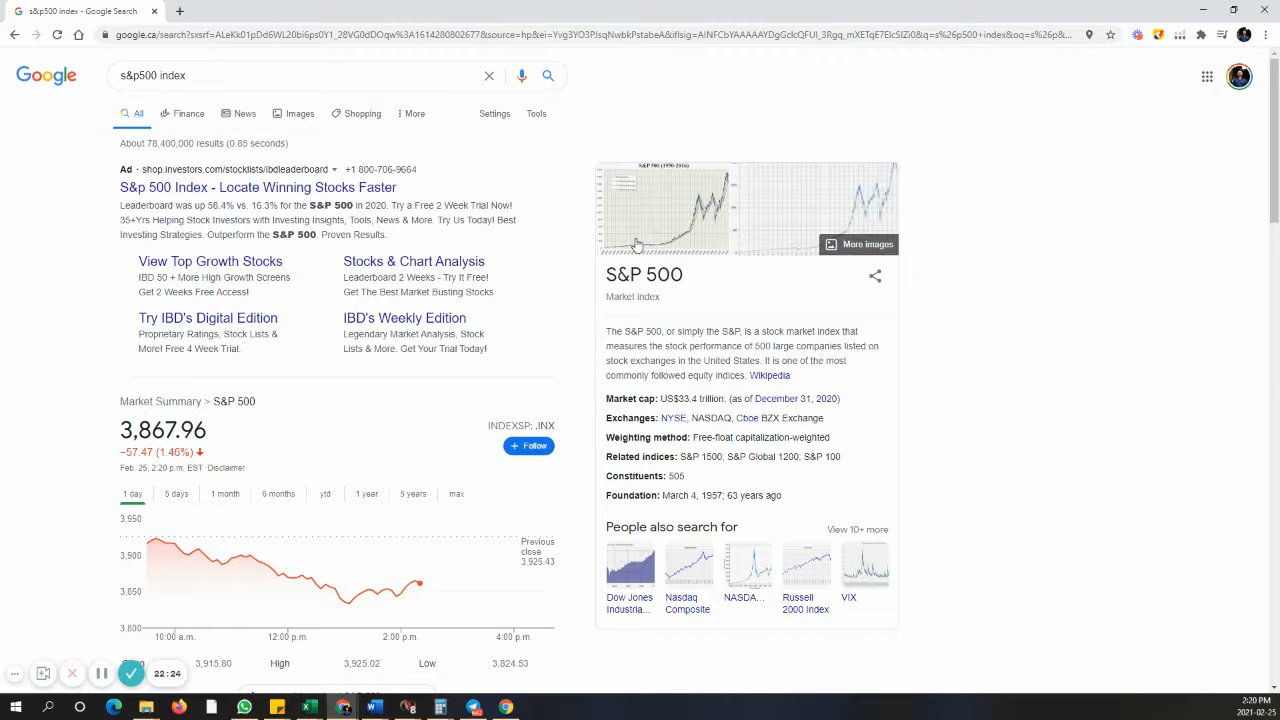 s&p500 index - Google Search
google.ca/search?sxsrf=ALeKk01pDd6WL20bi6ps0Y1_28VG0dDOqw%3A1614280802677&source=hp&ei=
s&p500 index
Google
All
Finance
News
Images
Shopping
More
Settings
Tools
About 78,400,000 results (0.85 seconds)
Ad · shop.investors.com/stocklists/ibdleaderboard
+1 800-706-9664
S&p 500 Index - Locate Winning Stocks Faster
Leaderboard was up 58.4% vs. 16.3% for the S&P 500 in 2020. Try a Free 2 Week Trial Now!
35+Yrs Helping Stock Investors with Investing Insights, Tools, News & More. Try Us Today! Best
Investing Strategies. Outperform the S&P 500. Proven Results.
View Top Growth Stocks
IBD 50 + More High Growth Screens
Get 2 Weeks Free Access!
Stocks & Chart Analysis
Leaderboard 2 Weeks - Try It Free!
Get The Best Market Busting Stocks
Try IBD's Digital Edition
Proprietary Ratings, Stock Lists &
More! Free 4 Week Trial.
IBD's Weekly Edition
Legendary Market Analysis, Stock
Lists & More. Get Your Trial Today!
Market Summary > S&P 500
3,867.96
INDEXSP: .INX
−57.47 (1.46%)
+ Follow
Feb. 25, 2:20 p.m. EST · Disclaimer
1 day
5 days
1 month
6 months
ytd
1 year
5 years
max
3,950
3,900
3,850
3,800
Previous
close
3,925.43
10:00 a.m.
12:00 p.m.
2:00 p.m.
4:00 p.m.
3,915.80
High
3,925.02
Low
3,824.53
S&P 500 (1950-2016)
More images
S&P 500
Market index
The S&P 500, or simply the S&P, is a stock market index that
measures the stock performance of 500 large companies listed on
stock exchanges in the United States. It is one of the most
commonly followed equity indices. Wikipedia
Market cap: US$33.4 trillion; (as of December 31, 2020)
Exchanges: NYSE, NASDAQ, Cboe BZX Exchange
Weighting method: Free-float capitalization-weighted
Related indices: S&P 1500; S&P Global 1200; S&P 100
Constituents: 505
Foundation: March 4, 1957; 63 years ago
People also search for
View 10+ more
Dow Jones
Industria...
Nasdaq
Composite
NASDA...
Russell
2000 Index
VIX
22:24
2:20 PM
2021-02-25